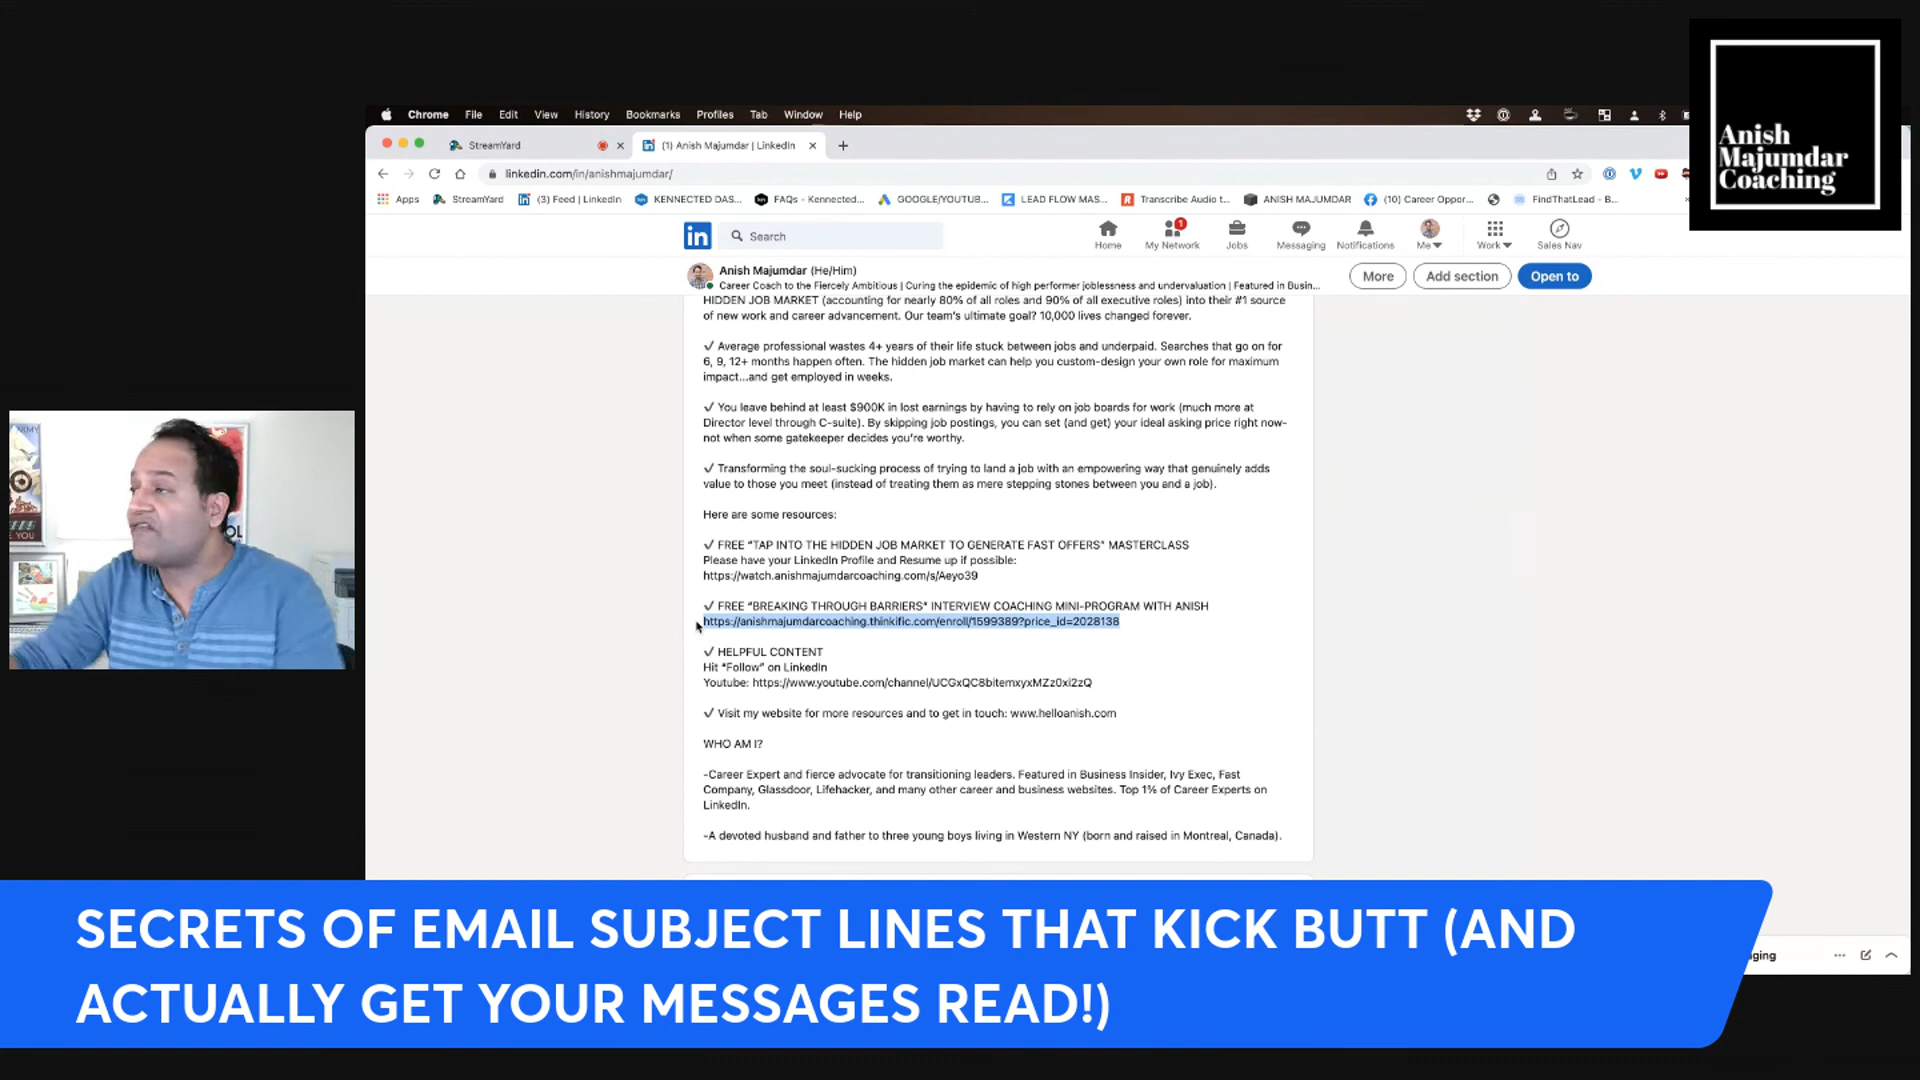 Anish
Majumdar
Coaching
Chrome File Edit View History Bookmarks Profiles Tab Window Help
StreamYard
(1) Anish Majumdar | LinkedIn
linkedin.com/in/anishmajumdar/
Apps StreamYard (3) Feed | LinkedIn KENNECTED DAS... FAQs - Kennected... GOOGLE/YOUTUB... LEAD FLOW MAS... Transcribe Audio t... ANISH MAJUMDAR (10) Career Oppor... FindThatLead - B...
in Search
1
Home My Network Jobs Messaging Notifications Me Work Sales Nav
Anish Majumdar (He/Him)
Career Coach to the Fiercely Ambitious | Curing the epidemic of high performer joblessness and undervaluation | Featured in Busin...
More Add section Open to
HIDDEN JOB MARKET (accounting for nearly 80% of all roles and 90% of all executive roles) into their #1 source
of new work and career advancement. Our team's ultimate goal? 10,000 lives changed forever.
✓ Average professional wastes 4+ years of their life stuck between jobs and underpaid. Searches that go on for
6, 9, 12+ months happen often. The hidden job market can help you custom-design your own role for maximum
impact...and get employed in weeks.
✓ You leave behind at least $900K in lost earnings by having to rely on job boards for work (much more at
Director level through C-suite). By skipping job postings, you can set (and get) your ideal asking price right now-
not when some gatekeeper decides you're worthy.
✓ Transforming the soul-sucking process of trying to land a job with an empowering way that genuinely adds
value to those you meet (instead of treating them as mere stepping stones between you and a job).
Here are some resources:
✓ FREE "TAP INTO THE HIDDEN JOB MARKET TO GENERATE FAST OFFERS" MASTERCLASS
Please have your LinkedIn Profile and Resume up if possible:
https://watch.anishmajumdarcoaching.com/s/Aeyo39
✓ FREE "BREAKING THROUGH BARRIERS" INTERVIEW COACHING MINI-PROGRAM WITH ANISH
https://anishmajumdarcoaching.thinkific.com/enroll/1599389?price_id=2028138
✓ HELPFUL CONTENT
Hit "Follow" on LinkedIn
Youtube: https://www.youtube.com/channel/UCGxQC8bitemxyxMZz0xi2zQ
✓ Visit my website for more resources and to get in touch: www.helloanish.com
WHO AM I?
-Career Expert and fierce advocate for transitioning leaders. Featured in Business Insider, Ivy Exec, Fast
Company, Glassdoor, Lifehacker, and many other career and business websites. Top 1% of Career Experts on
LinkedIn.
-A devoted husband and father to three young boys living in Western NY (born and raised in Montreal, Canada).
SECRETS OF EMAIL SUBJECT LINES THAT KICK BUTT (AND
ACTUALLY GET YOUR MESSAGES READ!)